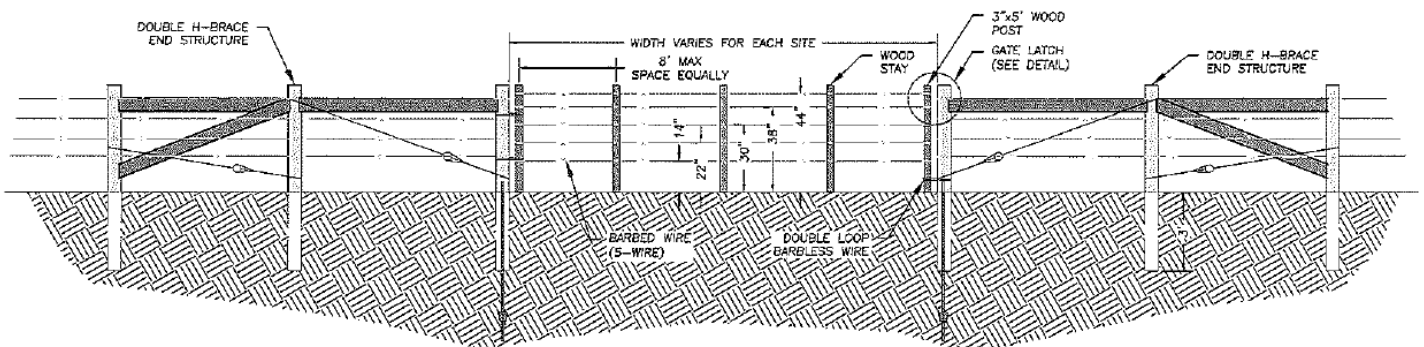 DOUBLE H-BRACE
END STRUCTURE
WIDTH VARIES FOR EACH SITE
8' MAX
SPACE EQUALLY
WOOD
STAY
3"x5' WOOD
POST
GATE LATCH
(SEE DETAIL)
DOUBLE H-BRACE
END STRUCTURE
14"
22"
30"
38"
44"
BARBED WIRE
(5-WIRE)
DOUBLE LOOP
BARBLESS WIRE
3'